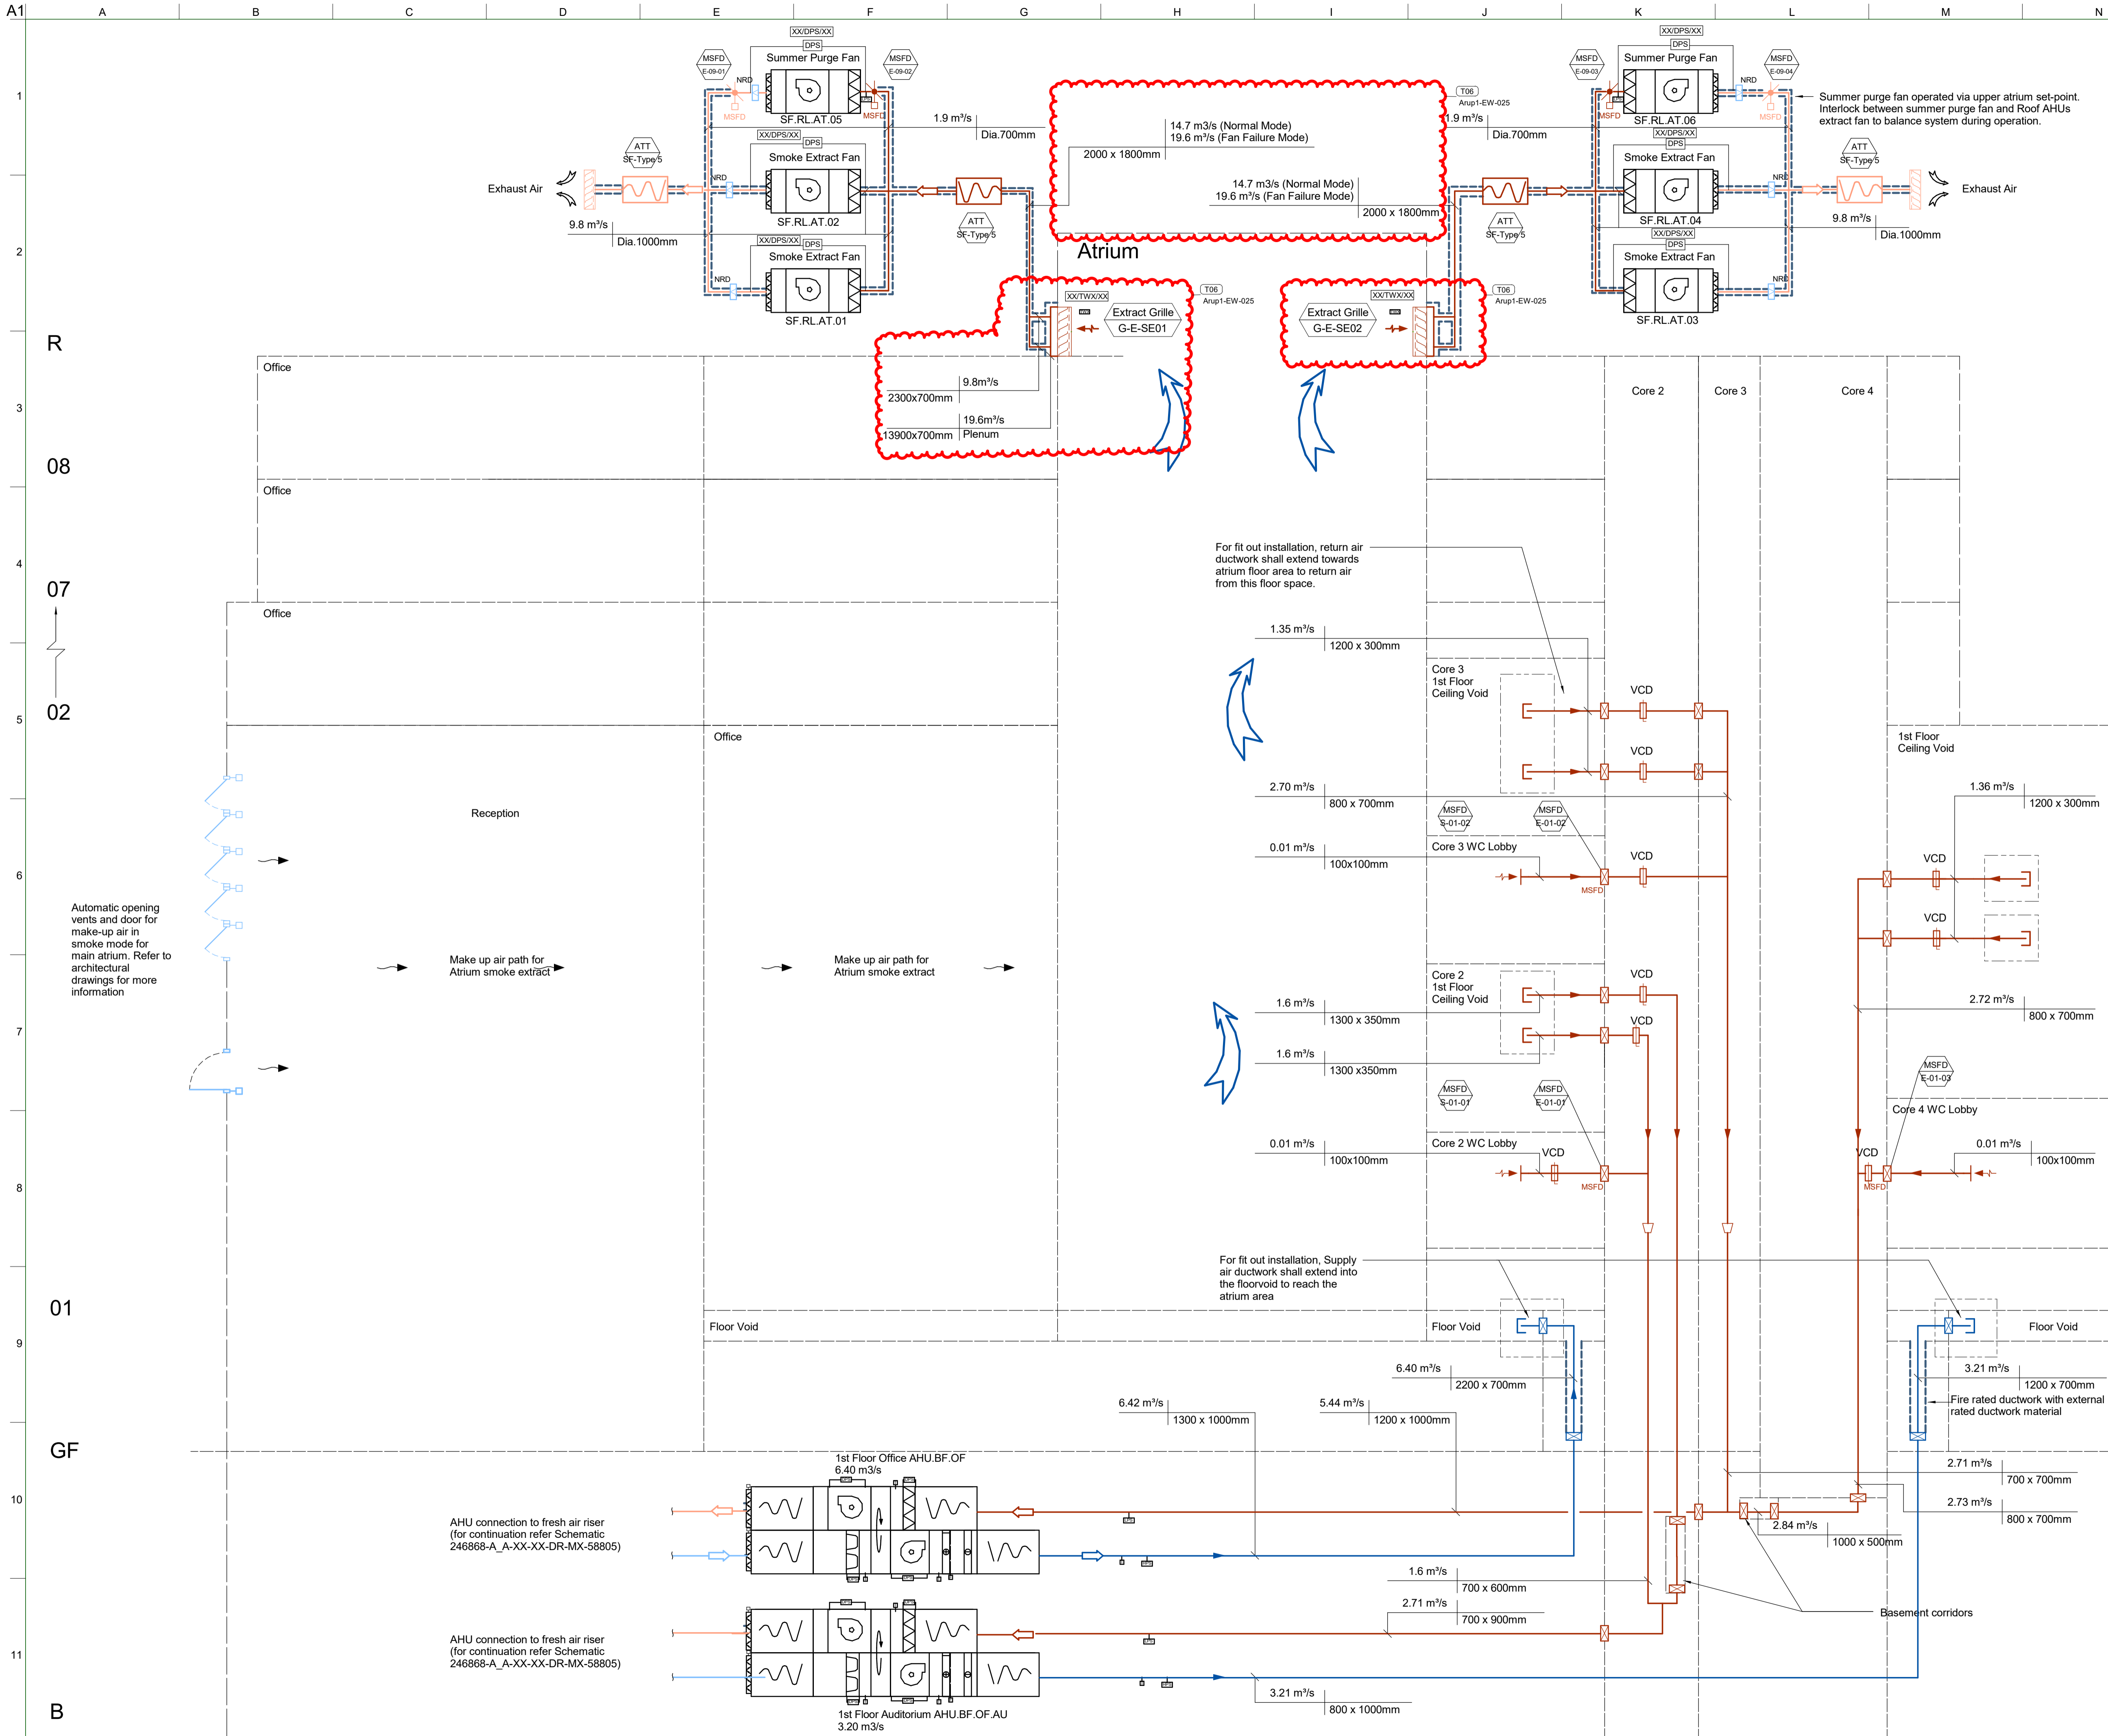 A1
A
B
C
D
E
F
G
H
I
J
K
L
M
N
1
2
3
4
5
6
7
8
9
10
11
R
08
07
02
01
GF
B
XX/DPS/XX
DPS
MSFD
E-09-01
Summer Purge Fan
MSFD
E-09-02
NRD
MSFD
SF.RL.AT.05
MSFD
XX/DPS/XX
DPS
ATT
SF-Type 5
Smoke Extract Fan
NRD
Exhaust Air
SF.RL.AT.02
9.8 m³/s
Dia.1000mm
XX/DPS/XX
DPS
Smoke Extract Fan
NRD
SF.RL.AT.01
1.9 m³/s
Dia.700mm
ATT
SF-Type 5
14.7 m3/s (Normal Mode)
19.6 m³/s (Fan Failure Mode)
2000 x 1800mm
14.7 m3/s (Normal Mode)
19.6 m³/s (Fan Failure Mode)
2000 x 1800mm
T06
Arup1-EW-025
Atrium
XX/TWX/XX
Extract Grille
G-E-SE01
T06
Arup1-EW-025
XX/TWX/XX
Extract Grille
G-E-SE02
T06
Arup1-EW-025
9.8m³/s
2300x700mm
19.6m³/s
13900x700mm
Plenum
1.9 m³/s
Dia.700mm
ATT
SF-Type 5
XX/DPS/XX
DPS
MSFD
E-09-03
Summer Purge Fan
MSFD
E-09-04
NRD
MSFD
MSFD
SF.RL.AT.06
Summer purge fan operated via upper atrium set-point.
Interlock between summer purge fan and Roof AHUs
extract fan to balance system during operation.
XX/DPS/XX
DPS
Smoke Extract Fan
NRD
ATT
SF-Type 5
Exhaust Air
SF.RL.AT.04
9.8 m³/s
Dia.1000mm
XX/DPS/XX
DPS
Smoke Extract Fan
NRD
SF.RL.AT.03
Office
Office
Office
Office
Core 2
Core 3
Core 4
For fit out installation, return air
ductwork shall extend towards
atrium floor area to return air
from this floor space.
1.35 m³/s
1200 x 300mm
Core 3
1st Floor
Ceiling Void
VCD
VCD
2.70 m³/s
800 x 700mm
MSFD
S-01-02
MSFD
E-01-02
0.01 m³/s
100x100mm
Core 3 WC Lobby
VCD
MSFD
1st Floor
Ceiling Void
1.36 m³/s
1200 x 300mm
VCD
VCD
Reception
Automatic opening
vents and door for
make-up air in
smoke mode for
main atrium. Refer to
architectural
drawings for more
information
Make up air path for
Atrium smoke extract
Make up air path for
Atrium smoke extract
Core 2
1st Floor
Ceiling Void
VCD
VCD
1.6 m³/s
1300 x 350mm
1.6 m³/s
1300 x350mm
2.72 m³/s
800 x 700mm
MSFD
S-01-01
MSFD
E-01-01
MSFD
E-01-03
Core 4 WC Lobby
0.01 m³/s
100x100mm
Core 2 WC Lobby
VCD
MSFD
VCD
MSFD
0.01 m³/s
100x100mm
For fit out installation, Supply
air ductwork shall extend into
the floorvoid to reach the
atrium area
Floor Void
Floor Void
Floor Void
6.40 m³/s
2200 x 700mm
3.21 m³/s
1200 x 700mm
Fire rated ductwork with external
rated ductwork material
6.42 m³/s
1300 x 1000mm
5.44 m³/s
1200 x 1000mm
1st Floor Office AHU.BF.OF
6.40 m3/s
2.71 m³/s
700 x 700mm
2.73 m³/s
800 x 700mm
2.84 m³/s
1000 x 500mm
AHU connection to fresh air riser
(for continuation refer Schematic
246868-A_A-XX-XX-DR-MX-58805)
1.6 m³/s
700 x 600mm
2.71 m³/s
700 x 900mm
Basement corridors
AHU connection to fresh air riser
(for continuation refer Schematic
246868-A_A-XX-XX-DR-MX-58805)
3.21 m³/s
800 x 1000mm
1st Floor Auditorium AHU.BF.OF.AU
3.20 m3/s